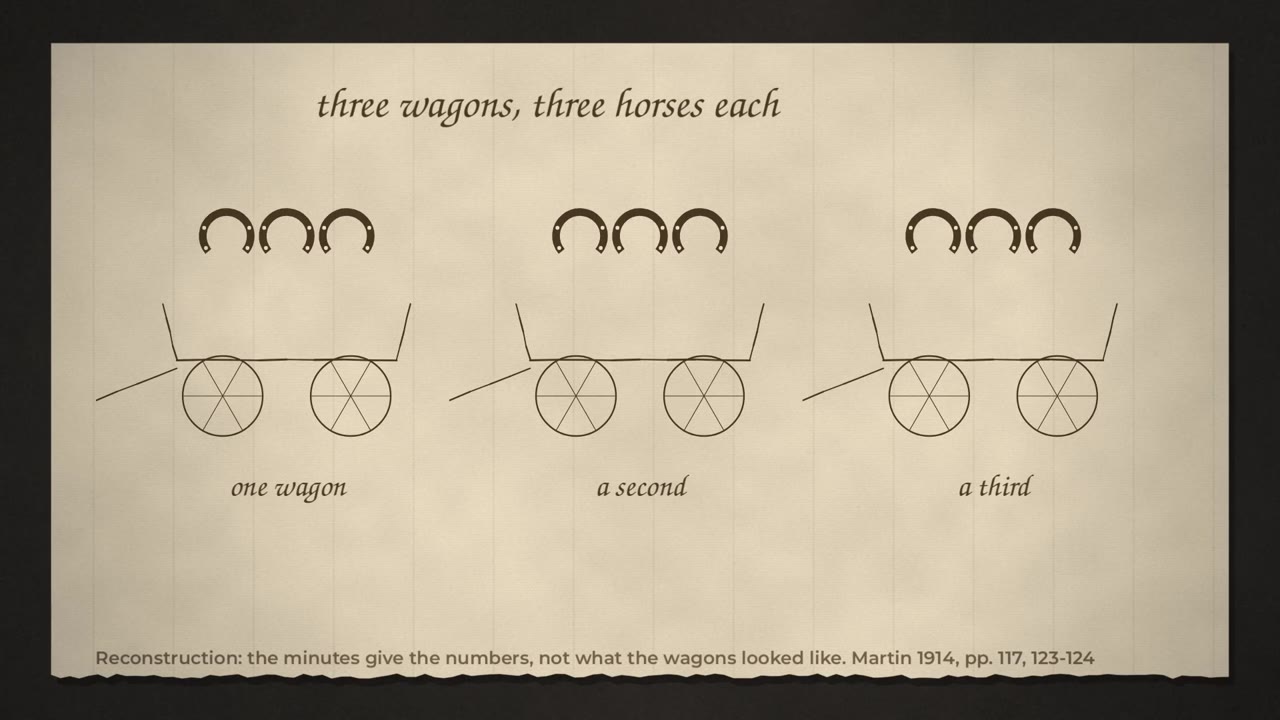 three wagons, three horses each
one wagon
a second
a third
Reconstruction: the minutes give the numbers, not what the wagons looked like. Martin 1914, pp. 117, 123-124